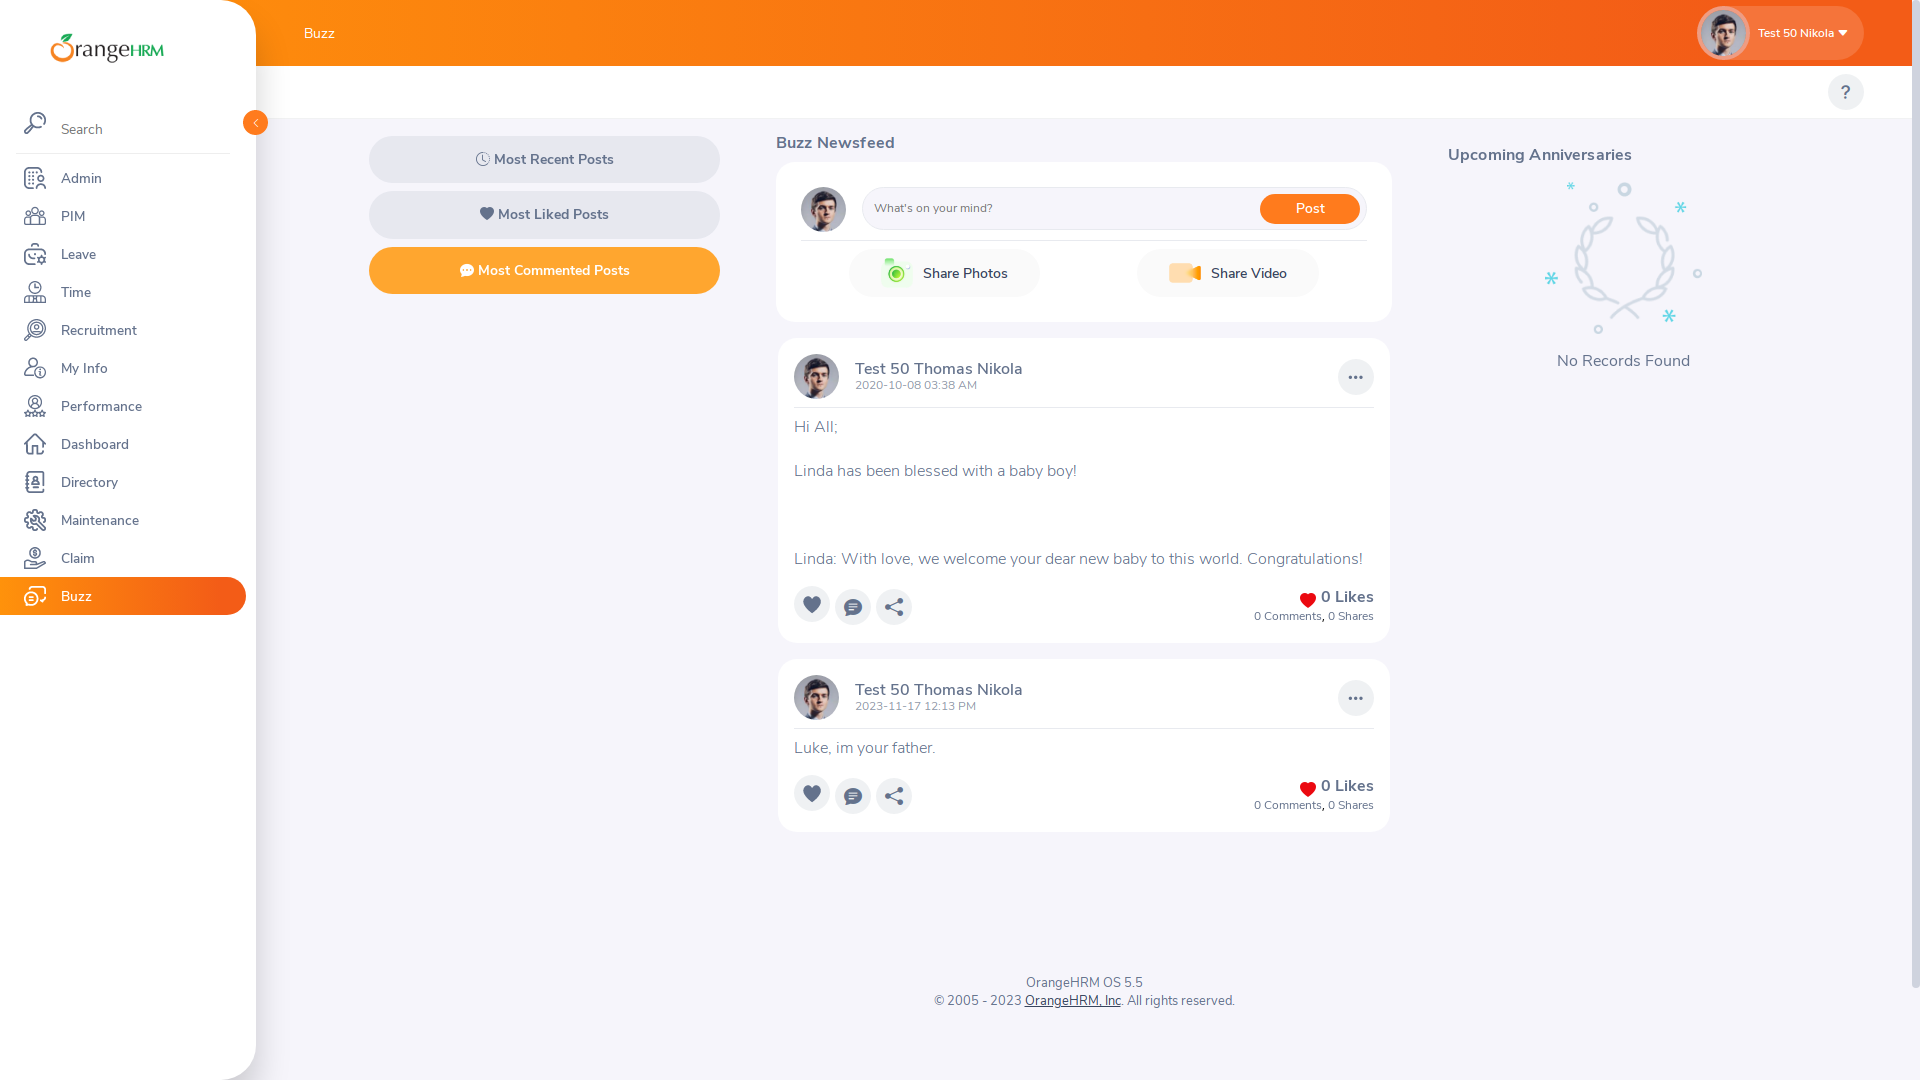 OrangeHRM
Search
Admin
PIM
Leave
Time
Recruitment
My Info
Performance
Dashboard
Directory
Maintenance
Claim
Buzz
Buzz
Test 50 Nikola
?
Most Recent Posts
Most Liked Posts
Most Commented Posts
Buzz Newsfeed
What's on your mind?
Post
Share Photos
Share Video
Test 50 Thomas Nikola
2020-10-08 03:38 AM
Hi All;
Linda has been blessed with a baby boy!
Linda: With love, we welcome your dear new baby to this world. Congratulations!
0 Likes
0 Comments, 0 Shares
Test 50 Thomas Nikola
2023-11-17 12:13 PM
Luke, im your father.
0 Likes
0 Comments, 0 Shares
Upcoming Anniversaries
No Records Found
OrangeHRM OS 5.5
© 2005 - 2023 OrangeHRM, Inc. All rights reserved.